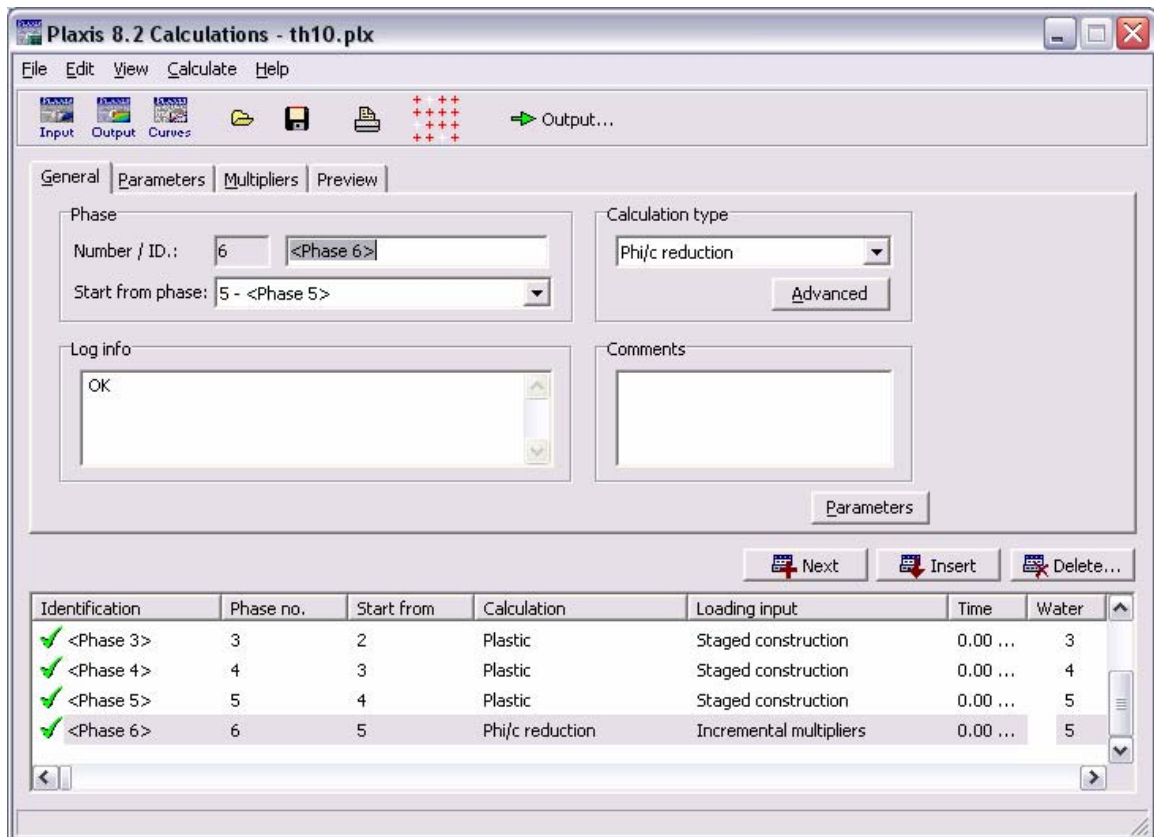 Plaxis 8.2 Calculations - th10.plx
File Edit View Calculate Help
Input Output Curves Output...
General Parameters Multipliers Preview
Phase
Number / ID.: 6 <Phase 6>
Start from phase: 5 - <Phase 5>
Calculation type
Phi/c reduction
Advanced
Log info
OK
Comments
Parameters
Next Insert Delete...
Identification Phase no. Start from Calculation Loading input Time Water
<Phase 3> 3 2 Plastic Staged construction 0.00 ... 3
<Phase 4> 4 3 Plastic Staged construction 0.00 ... 4
<Phase 5> 5 4 Plastic Staged construction 0.00 ... 5
<Phase 6> 6 5 Phi/c reduction Incremental multipliers 0.00 ... 5